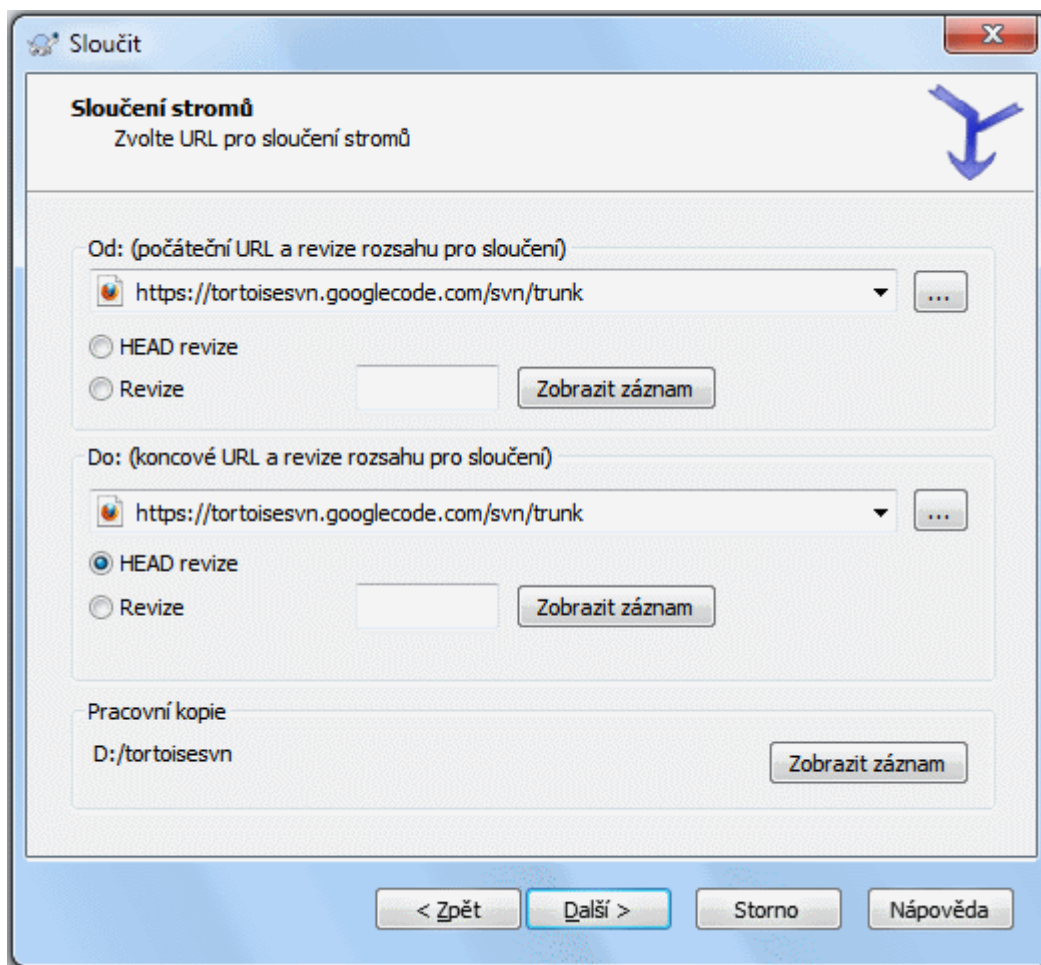 Sloučit
Sloučení stromů
Zvolte URL pro sloučení stromů
Od: (počáteční URL a revize rozsahu pro sloučení)
https://tortoisesvn.googlecode.com/svn/trunk ...
HEAD revize
Revize Zobrazit záznam
Do: (koncové URL a revize rozsahu pro sloučení)
https://tortoisesvn.googlecode.com/svn/trunk ...
HEAD revize
Revize Zobrazit záznam
Pracovní kopie
D:/tortoisesvn Zobrazit záznam
< Zpět Další > Storno Nápověda